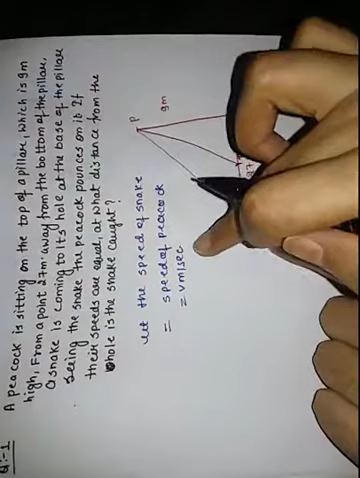 Q:-1
A peacock is sitting on the top of a pillar, which is 9m
high, From a point 27m away from the bottom of the pillar,
a snake is coming to its hole at the base of the pillar
seeing the snake the peacock pounces on it If
their speeds are equal, at what distance from the
hole is the snake caught?
let the speed of snake
= speed of peacock
= vm/sec
P
9m
27